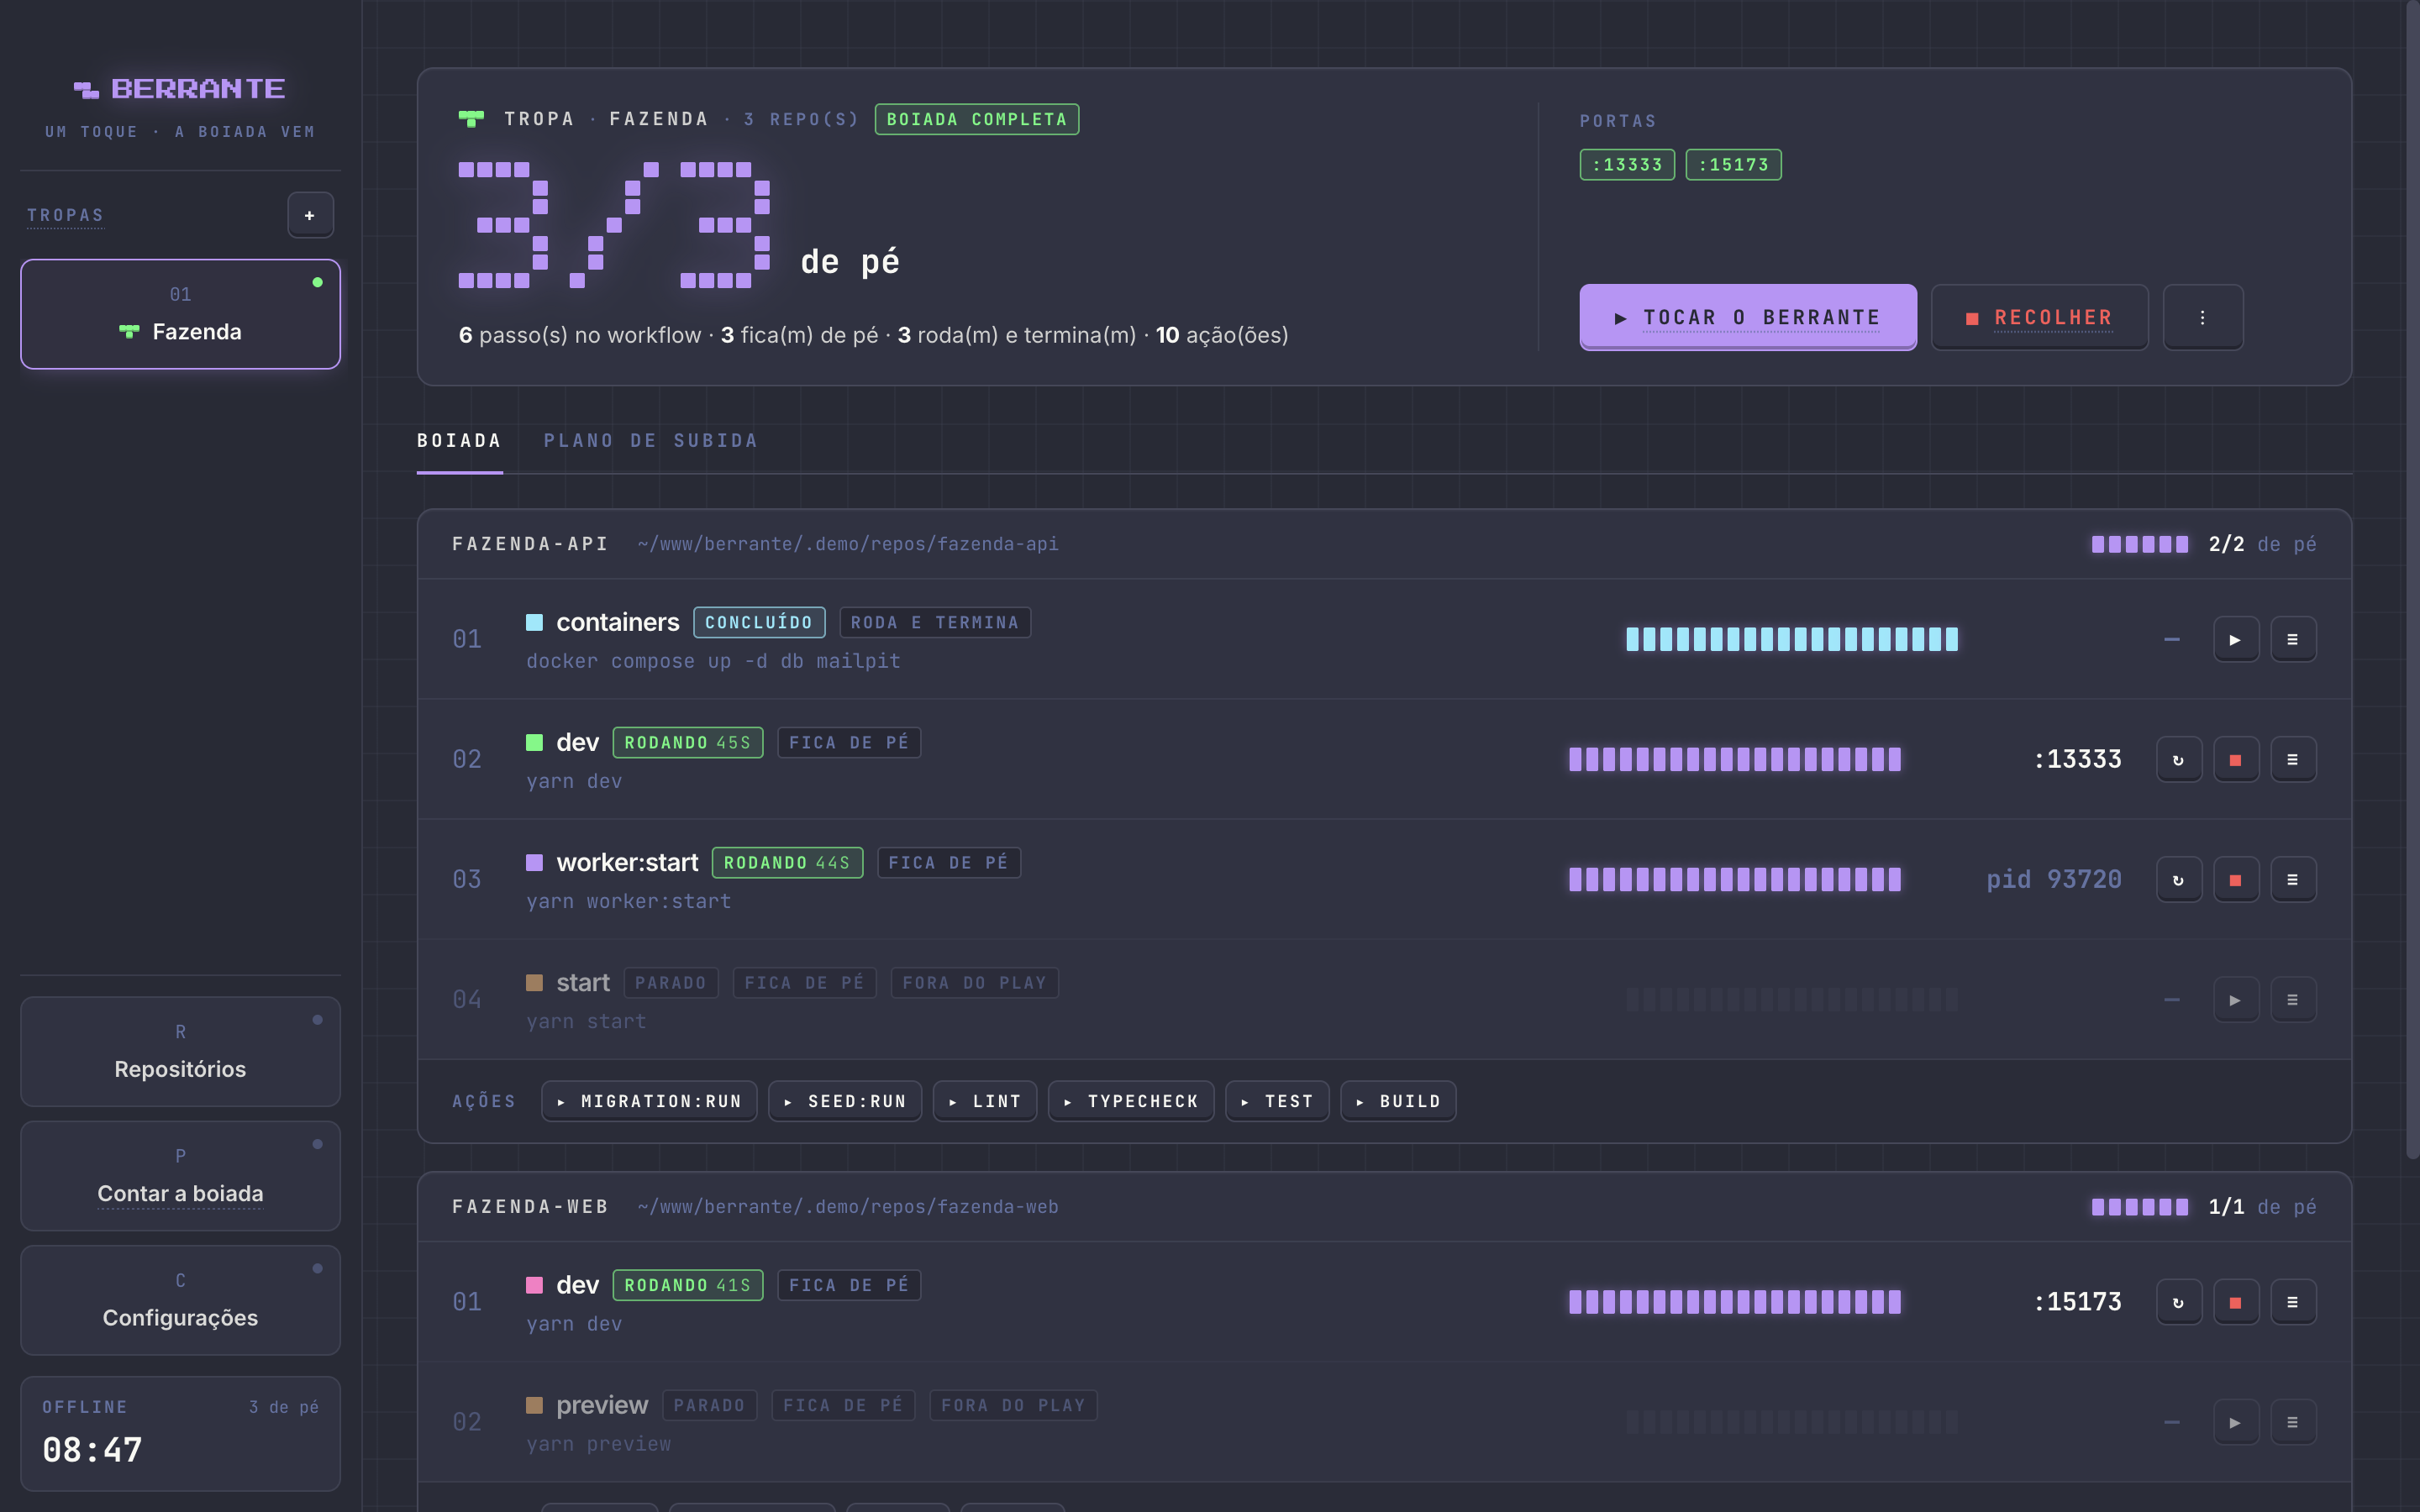 BERRANTE
UM TOQUE · A BOIADA VEM
TROPAS
+
01
Fazenda
R
Repositórios
P
Contar a boiada
C
Configurações
OFFLINE 3 de pé
08:47
TROPA · FAZENDA · 3 REPO(S) BOIADA COMPLETA
3/3 de pé
6 passo(s) no workflow · 3 fica(m) de pé · 3 roda(m) e termina(m) · 10 ação(ões)
PORTAS
:13333 :15173
▶ TOCAR O BERRANTE ■ RECOLHER ⋮
BOIADA PLANO DE SUBIDA
FAZENDA-API ~/www/berrante/.demo/repos/fazenda-api 2/2 de pé
01 containers CONCLUÍDO RODA E TERMINA —
docker compose up -d db mailpit
02 dev RODANDO 45S FICA DE PÉ :13333
yarn dev
03 worker:start RODANDO 44S FICA DE PÉ pid 93720
yarn worker:start
04 start PARADO FICA DE PÉ FORA DO PLAY —
yarn start
AÇÕES ▸ MIGRATION:RUN ▸ SEED:RUN ▸ LINT ▸ TYPECHECK ▸ TEST ▸ BUILD
FAZENDA-WEB ~/www/berrante/.demo/repos/fazenda-web 1/1 de pé
01 dev RODANDO 41S FICA DE PÉ :15173
yarn dev
02 preview PARADO FICA DE PÉ FORA DO PLAY —
yarn preview